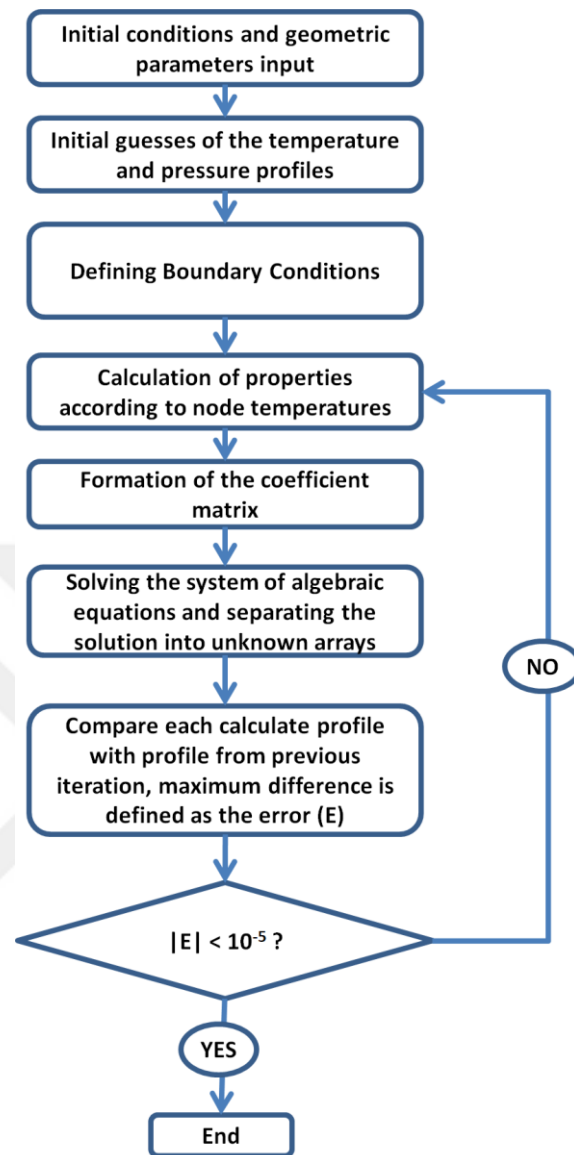 Initial conditions and geometric
parameters input
Initial guesses of the temperature
and pressure profiles
Defining Boundary Conditions
Calculation of properties
according to node temperatures
Formation of the coefficient
matrix
Solving the system of algebraic
equations and separating the
solution into unknown arrays
NO
Compare each calculate profile
with profile from previous
iteration, maximum difference is
defined as the error (E)
|E| < 10⁻⁵ ?
YES
End